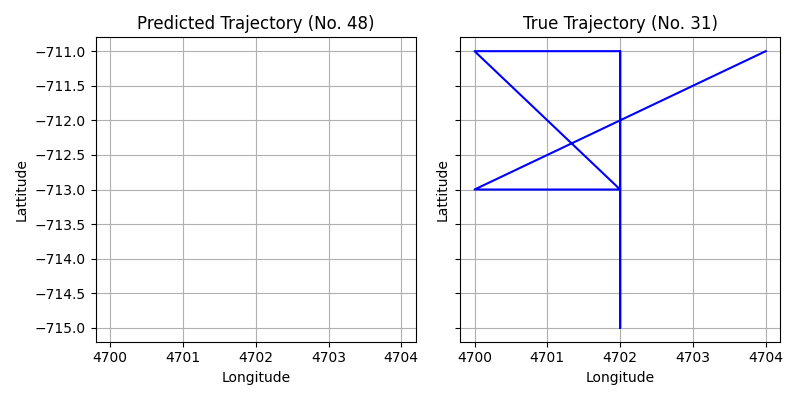 Predicted Trajectory (No. 48)
True Trajectory (No. 31)
Lattitude
−711.0
−711.5
−712.0
−712.5
−713.0
−713.5
−714.0
−714.5
−715.0
4700 4701 4702 4703 4704
Longitude
Lattitude
4700 4701 4702 4703 4704
Longitude